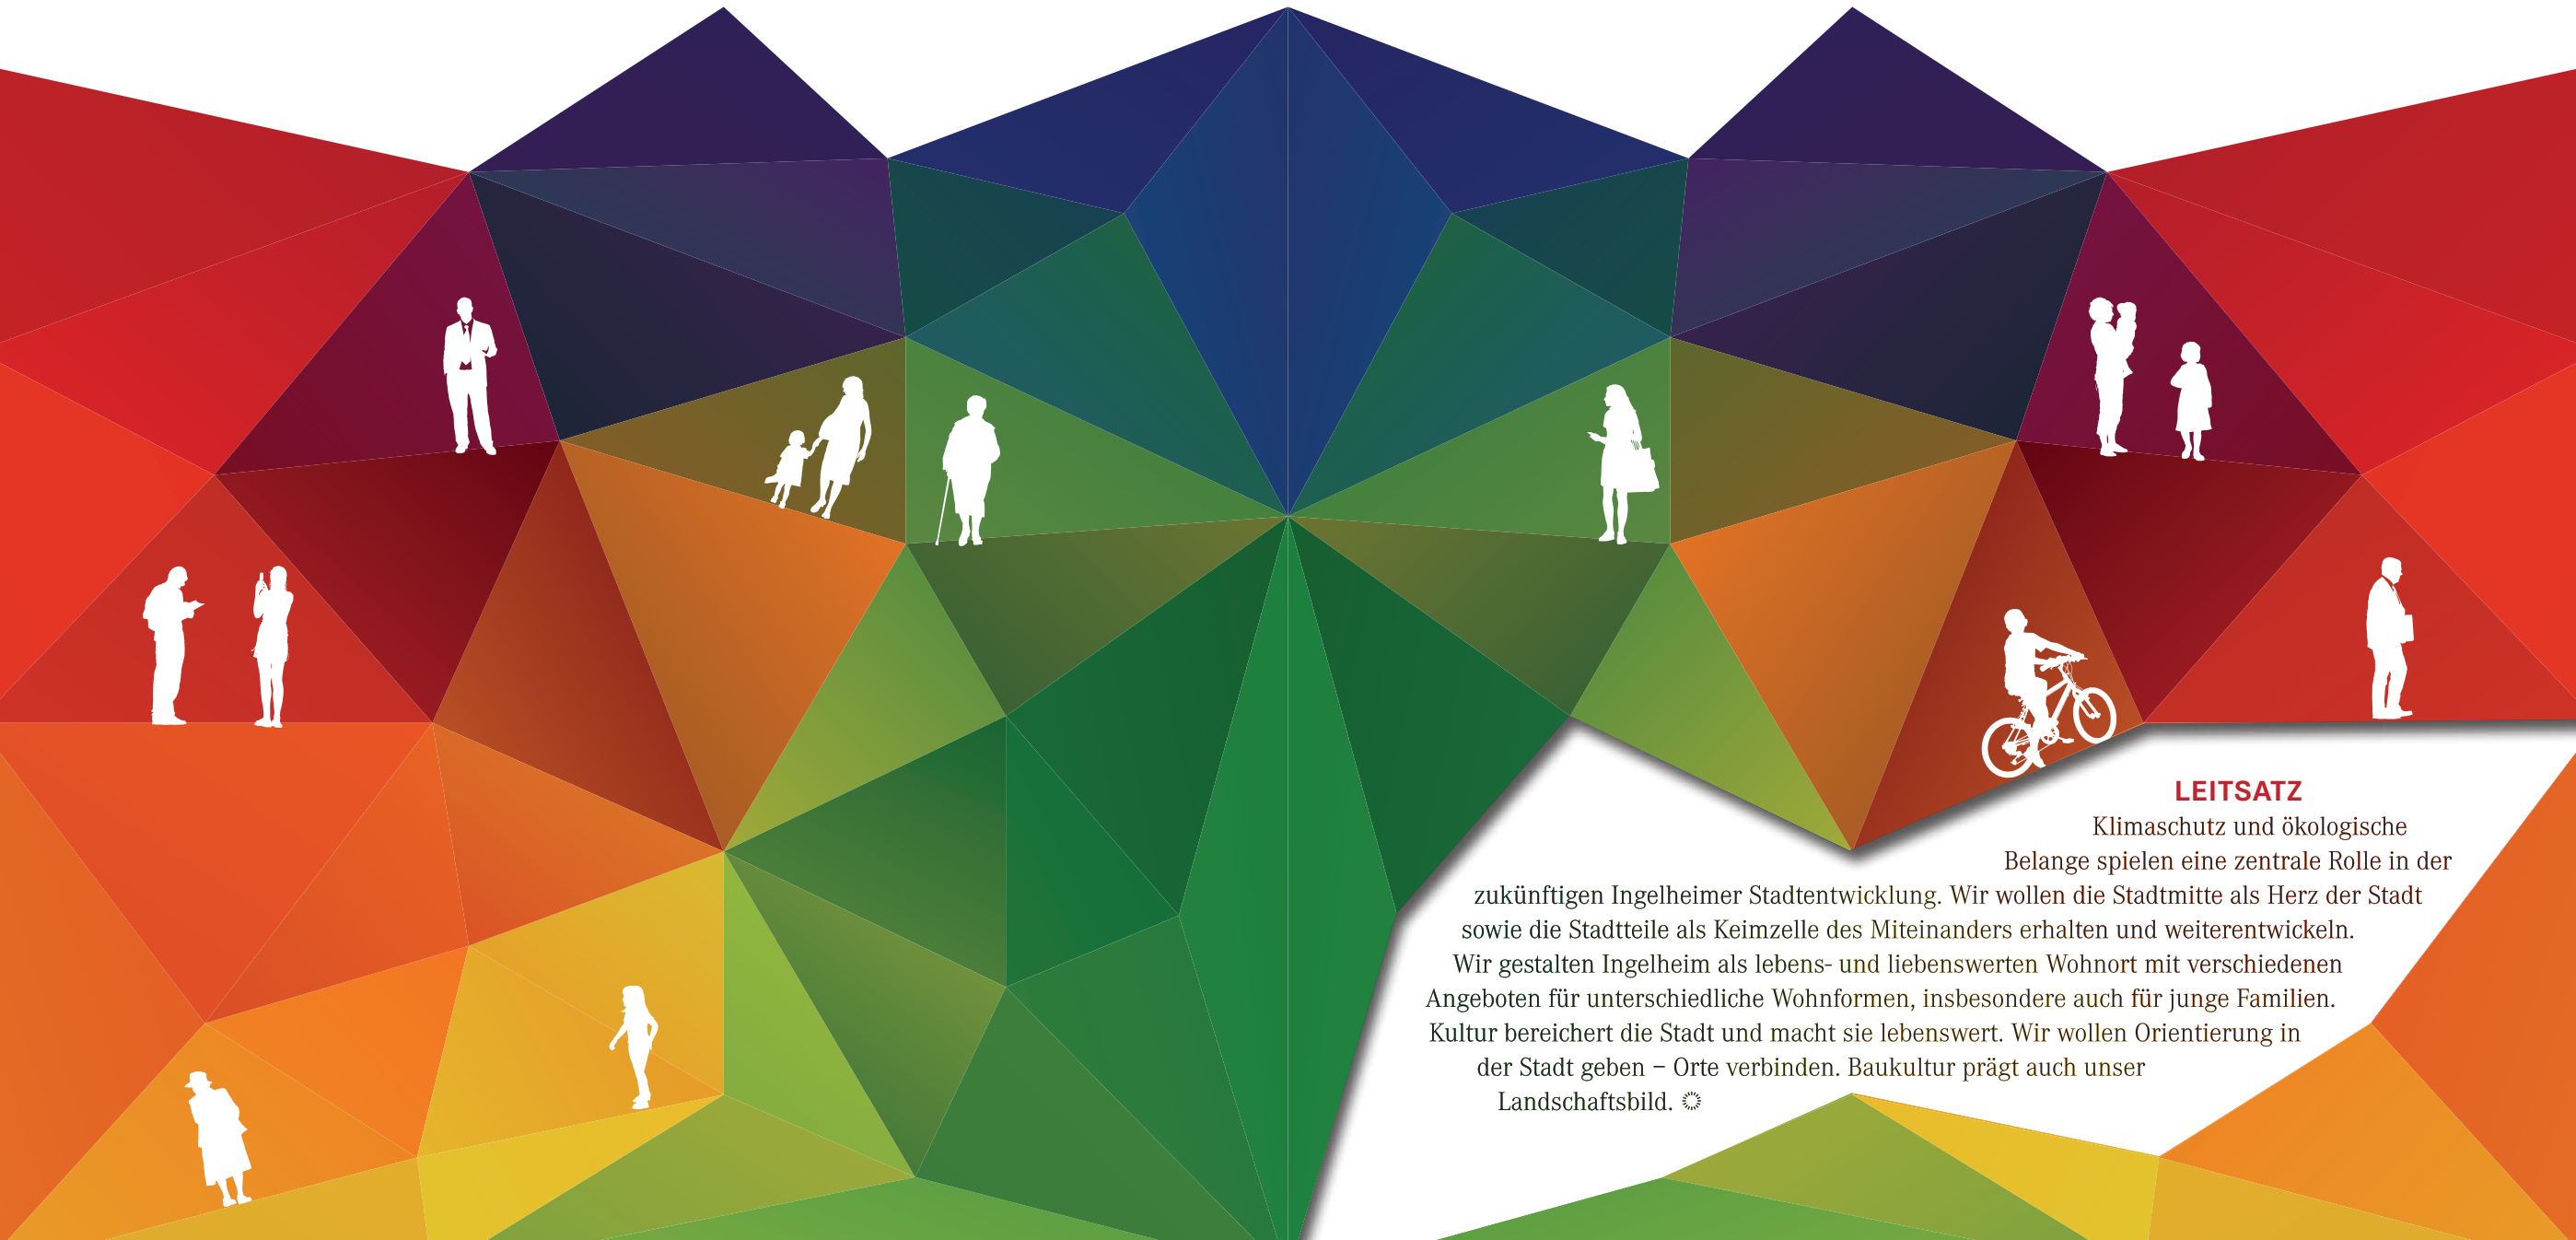 LEITSATZ
Klimaschutz und ökologische
Belange spielen eine zentrale Rolle in der
zukünftigen Ingelheimer Stadtentwicklung. Wir wollen die Stadtmitte als Herz der Stadt
sowie die Stadtteile als Keimzelle des Miteinanders erhalten und weiterentwickeln.
Wir gestalten Ingelheim als lebens- und liebenswerten Wohnort mit verschiedenen
Angeboten für unterschiedliche Wohnformen, insbesondere auch für junge Familien.
Kultur bereichert die Stadt und macht sie lebenswert. Wir wollen Orientierung in
der Stadt geben – Orte verbinden. Baukultur prägt auch unser
Landschaftsbild.